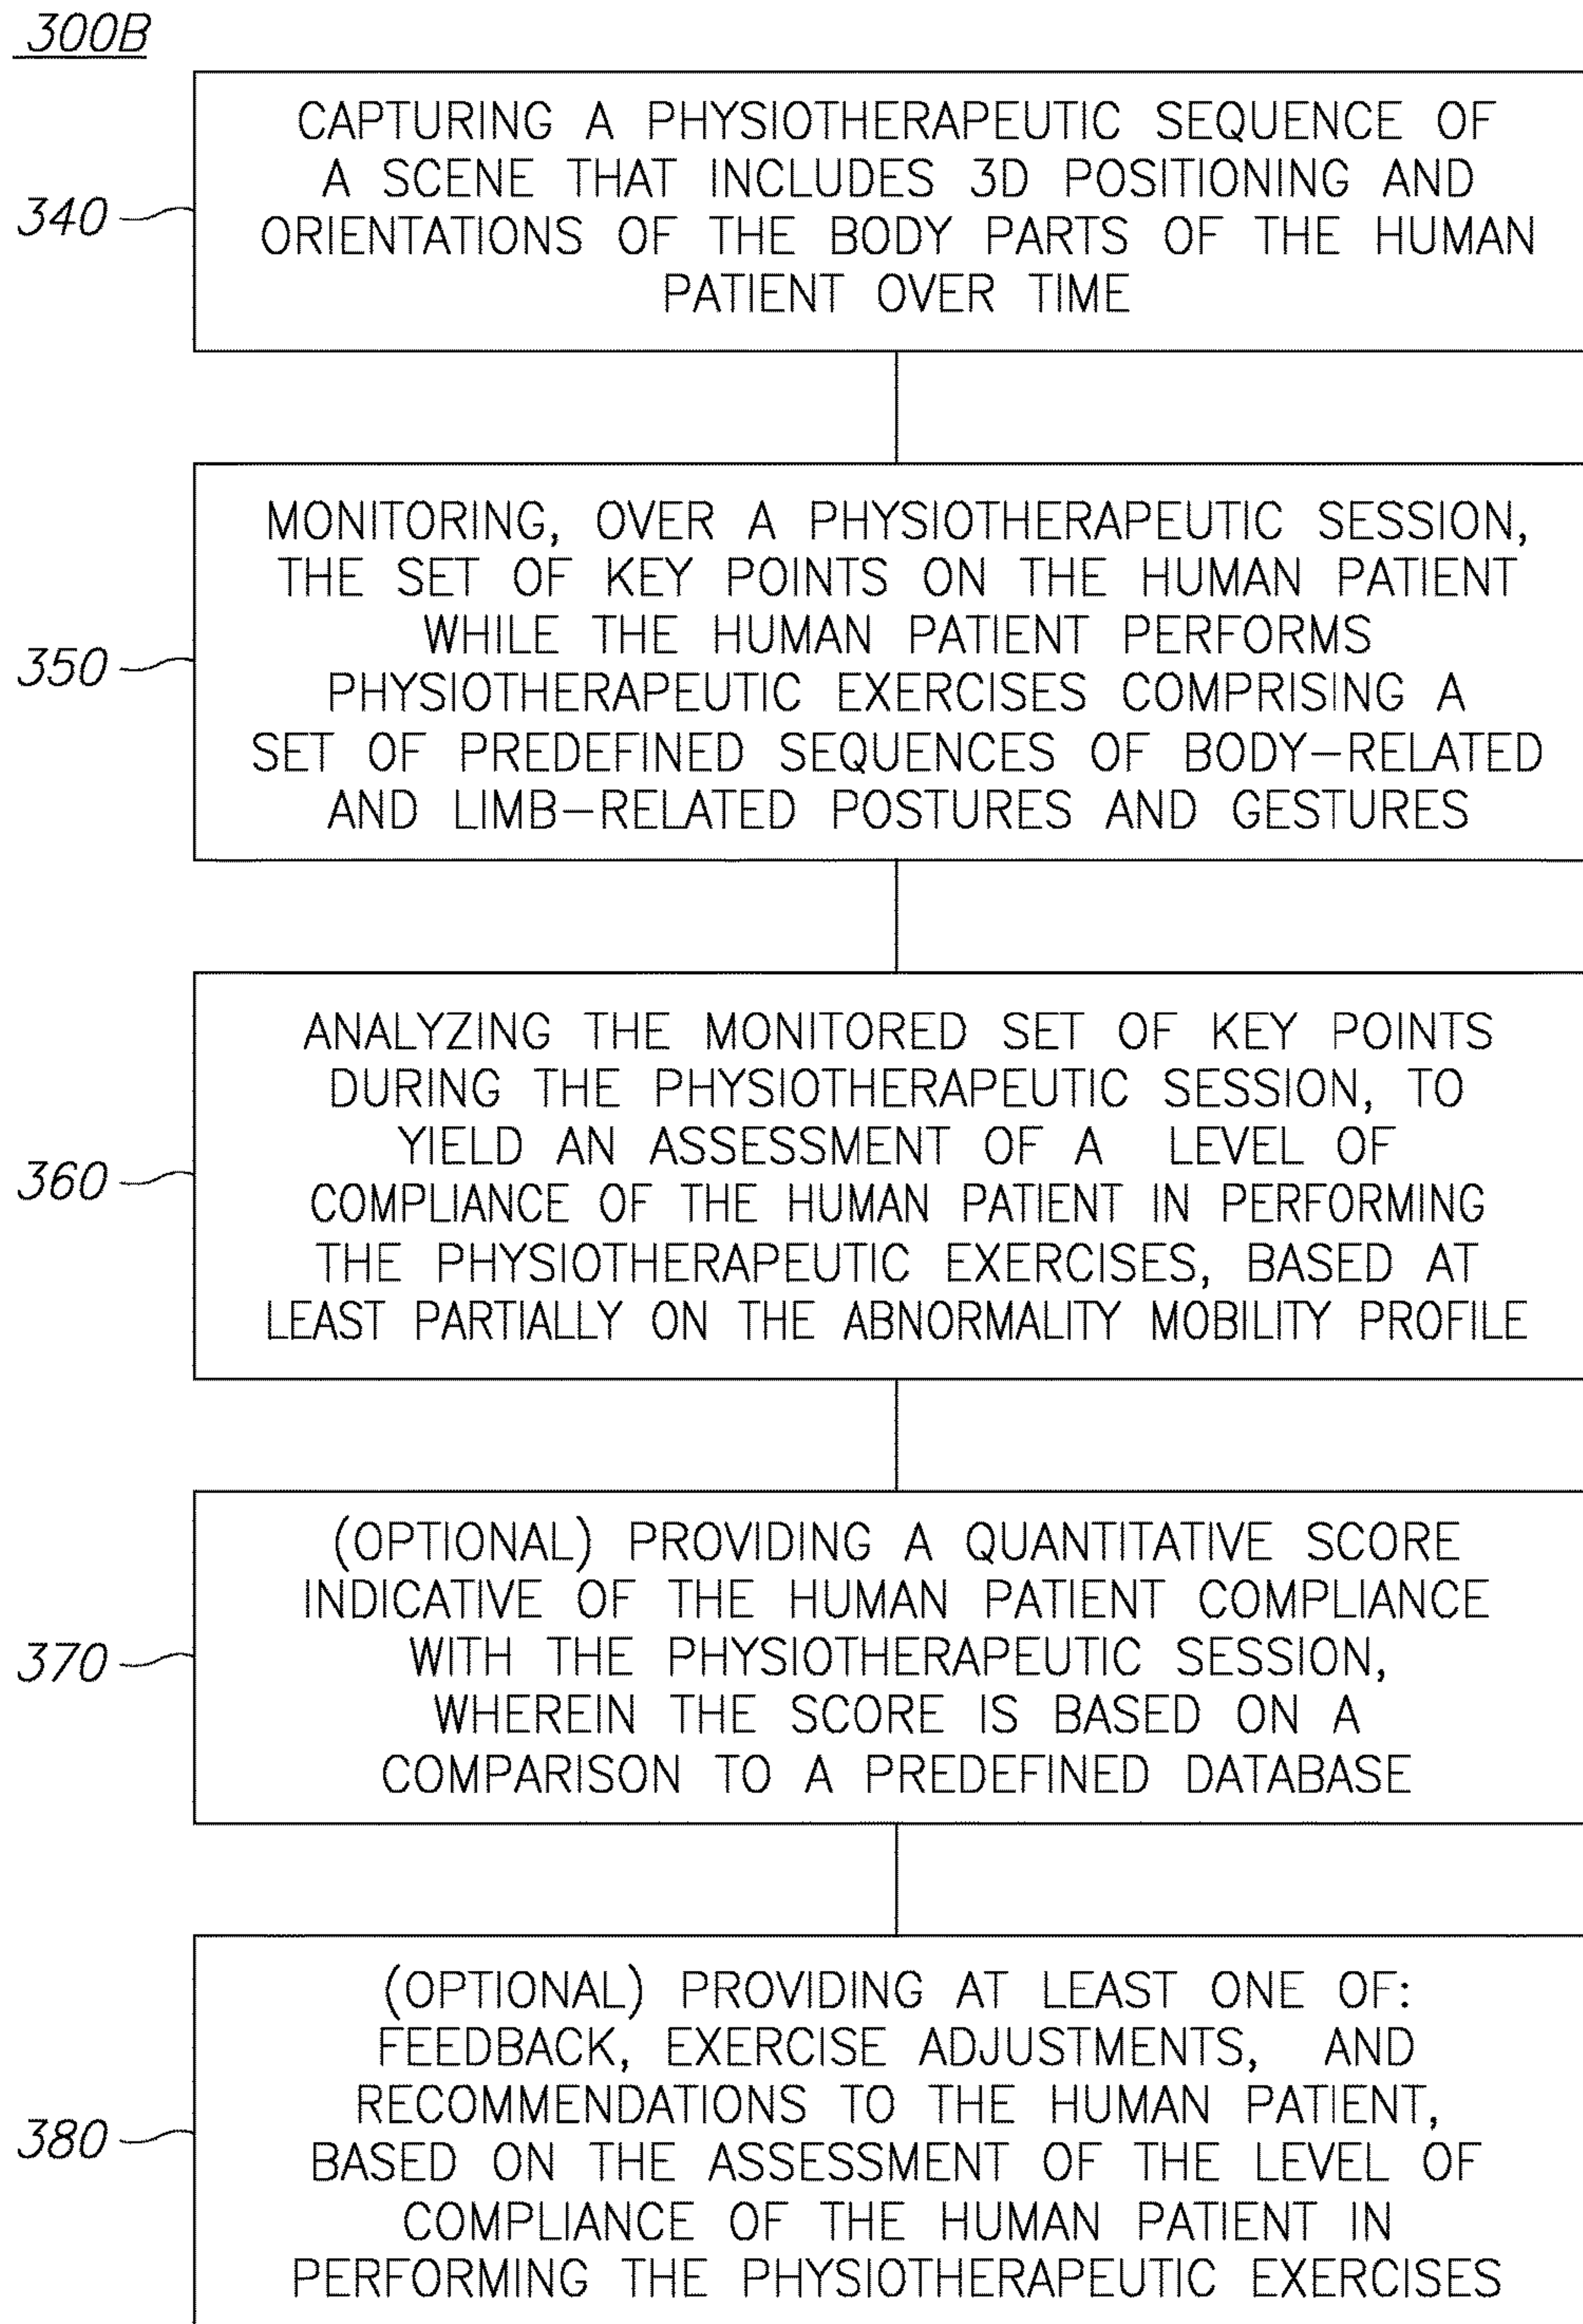 300B
CAPTURING A PHYSIOTHERAPEUTIC SEQUENCE OF
A SCENE THAT INCLUDES 3D POSITIONING AND
340
ORIENTATIONS OF THE BODY PARTS OF THE HUMAN
PATIENT OVER TIME
MONITORING, OVER A PHYSIOTHERAPEUTIC SESSION,
THE SET OF KEY POINTS ON THE HUMAN PATIENT
WHILE THE HUMAN PATIENT PERFORMS
350
PHYSIOTHERAPEUTIC EXERCISES COMPRISING A
SET OF PREDEFINED SEQUENCES OF BODY-RELATED
AND LIMB-RELATED POSTURES AND GESTURES
ANALYZING THE MONITORED SET OF KEY POINTS
DURING THE PHYSIOTHERAPEUTIC SESSION, TO
YIELD AN ASSESSMENT OF A LEVEL OF
360
COMPLIANCE OF THE HUMAN PATIENT IN PERFORMING
THE PHYSIOTHERAPEUTIC EXERCISES, BASED AT
LEAST PARTIALLY ON THE ABNORMALITY MOBILITY PROFILE
(OPTIONAL) PROVIDING A QUANTITATIVE SCORE
INDICATIVE OF THE HUMAN PATIENT COMPLIANCE
370
WITH THE PHYSIOTHERAPEUTIC SESSION,
WHEREIN THE SCORE IS BASED ON A
COMPARISON TO A PREDEFINED DATABASE
(OPTIONAL) PROVIDING AT LEAST ONE OF:
FEEDBACK, EXERCISE ADJUSTMENTS, AND
RECOMMENDATIONS TO THE HUMAN PATIENT,
380
BASED ON THE ASSESSMENT OF THE LEVEL OF
COMPLIANCE OF THE HUMAN PATIENT IN
PERFORMING THE PHYSIOTHERAPEUTIC EXERCISES